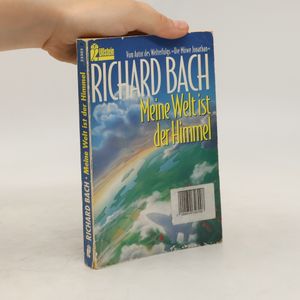 Ullstein
Vom Autor des Welterfolgs »Die Möwe Jonathan«
RICHARD BACH
Meine Welt ist
der Himmel
RICHARD BACH • Meine Welt ist der Himmel